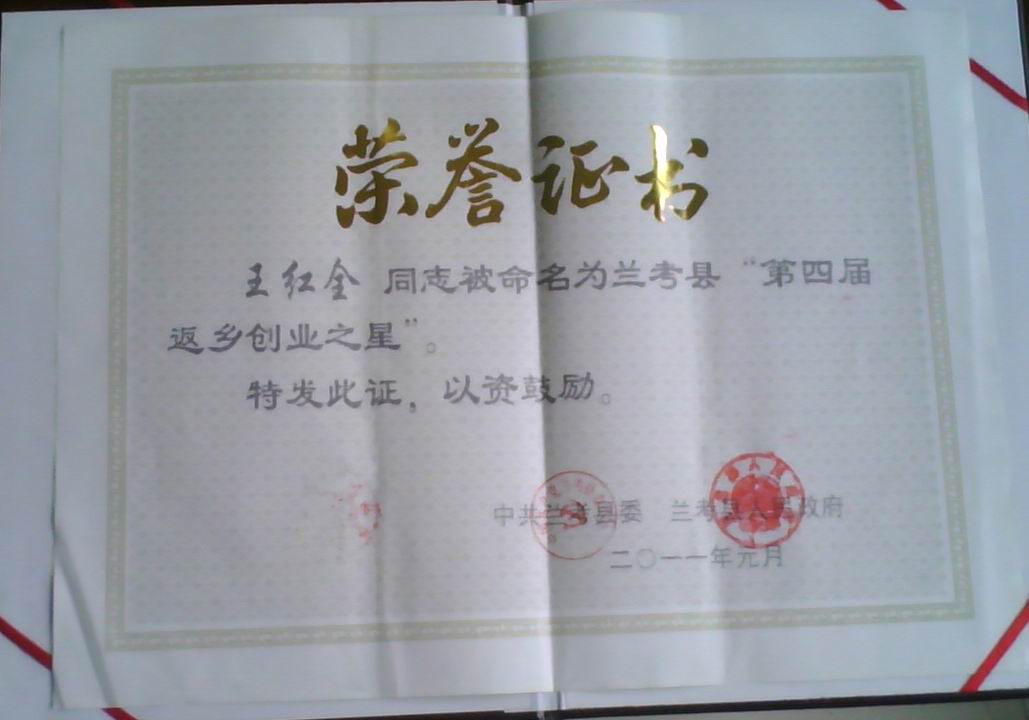 荣誉证书
王红全 同志被命名为兰考县“第四届
返乡创业之星”。
特发此证，以资鼓励。
中共兰考县委 兰考县人民政府
二〇一一年元月